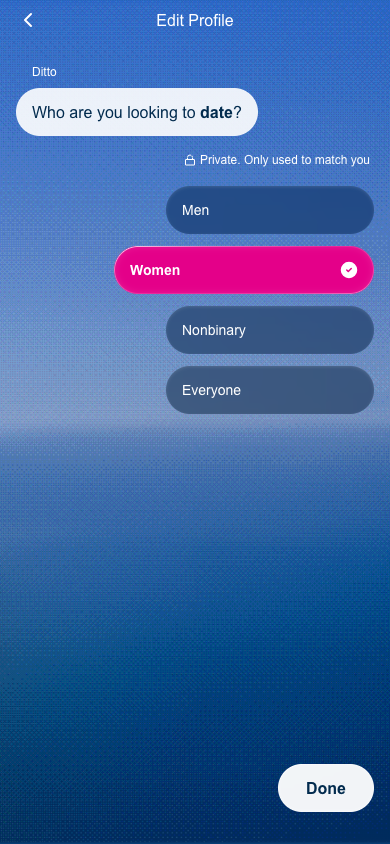 Edit Profile
Ditto
Who are you looking to date?
Private. Only used to match you
Men
Women
Nonbinary
Everyone
Done